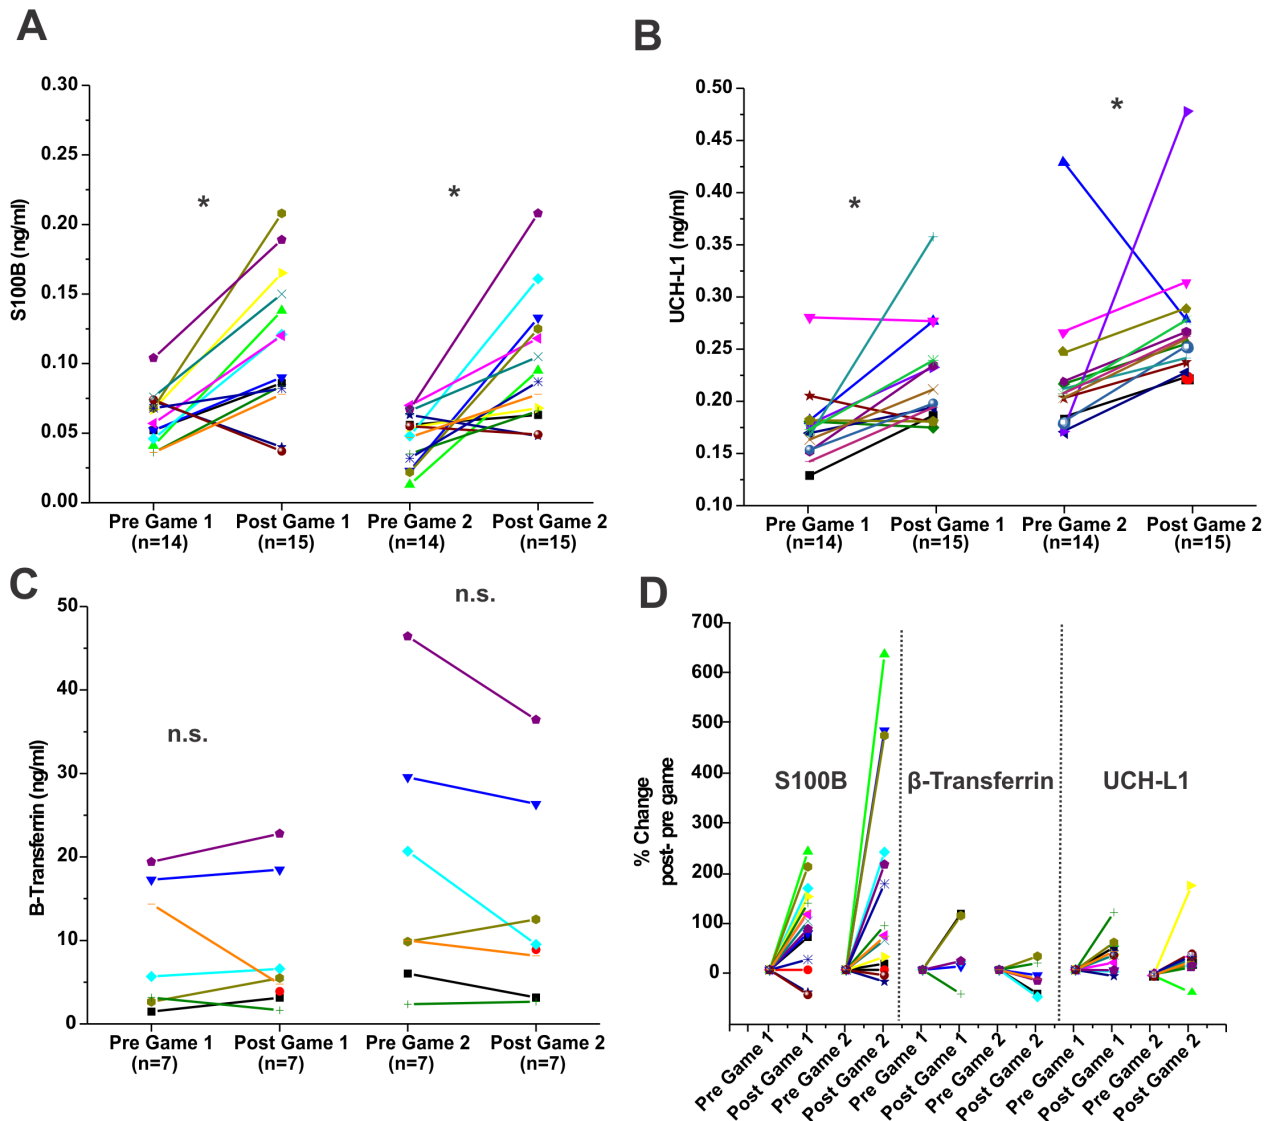 A
S100B (ng/ml)
0.30
0.25
0.20
0.15
0.10
0.05
0.00
*
*
Pre Game 1
(n=14)
Post Game 1
(n=15)
Pre Game 2
(n=14)
Post Game 2
(n=15)
B
UCH-L1 (ng/ml)
0.50
0.45
0.40
0.35
0.30
0.25
0.20
0.15
0.10
*
*
Pre Game 1
(n=14)
Post Game 1
(n=15)
Pre Game 2
(n=14)
Post Game 2
(n=15)
C
B-Transferrin (ng/ml)
50
40
30
20
10
0
n.s.
n.s.
Pre Game 1
(n=7)
Post Game 1
(n=7)
Pre Game 2
(n=7)
Post Game 2
(n=7)
D
% Change
post- pre game
700
600
500
400
300
200
100
0
S100B
β-Transferrin
UCH-L1
Pre Game 1
Post Game 1
Pre Game 2
Post Game 2
Pre Game 1
Post Game 1
Pre Game 2
Post Game 2
Pre Game 1
Post Game 1
Pre Game 2
Post Game 2